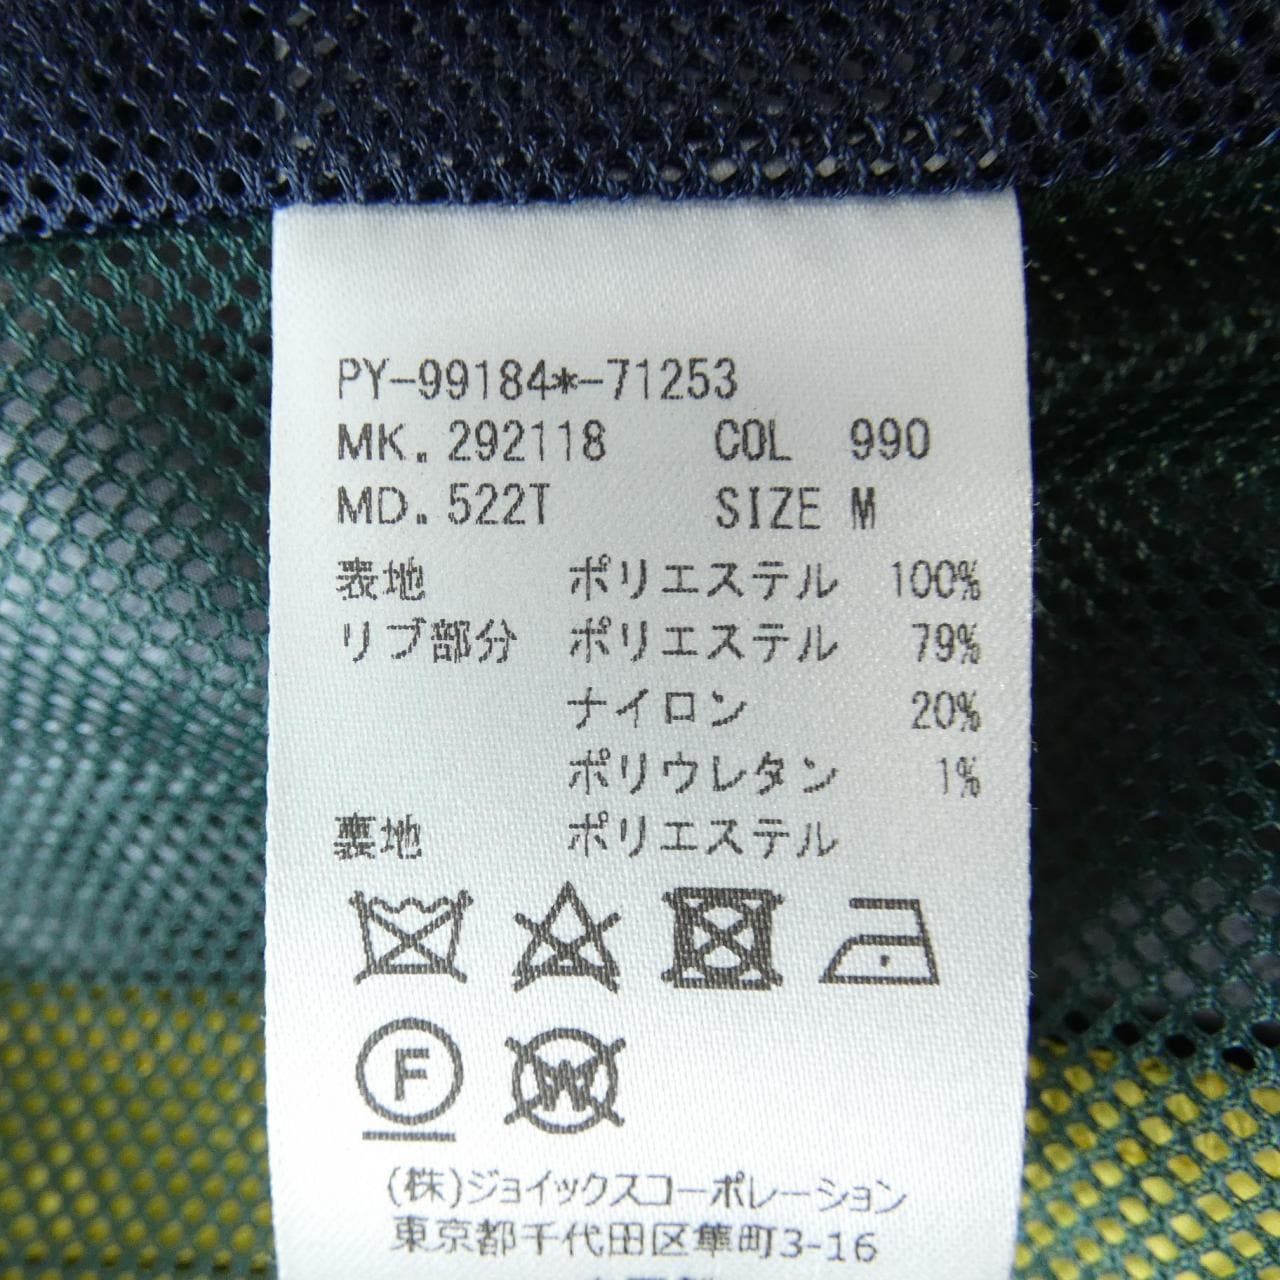 PY-99184*-71253
MK. 292118 COL 990
MD. 522T SIZE M
表地 ポリエステル 100%
リブ部分 ポリエステル 79%
ナイロン 20%
ポリウレタン 1%
裏地 ポリエステル
F
W
(株)ジョイックスコーポレーション
東京都千代田区隼町3-16